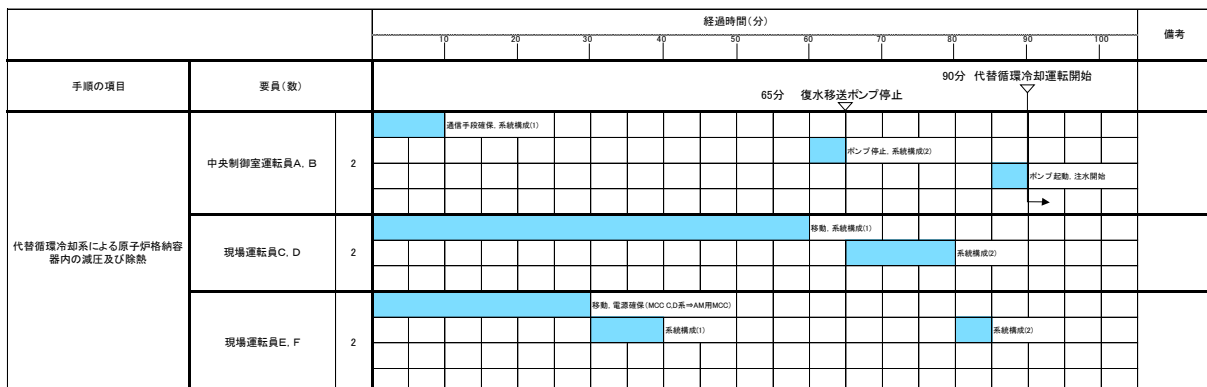 経過時間(分)
備考
10 20 30 40 50 60 70 80 90 100
手順の項目
要員(数)
90分 代替循環冷却運転開始
65分 復水移送ポンプ停止
代替循環冷却系による原子炉格納容
器内の減圧及び除熱
中央制御室運転員A, B
2
通信手段確保, 系統構成(1)
ポンプ停止, 系統構成(2)
ポンプ起動, 注水開始
現場運転員C, D
2
移動, 系統構成(1)
系統構成(2)
現場運転員E, F
2
移動, 電源確保(MCC C,D系⇒AM用MCC)
系統構成(1)
系統構成(2)